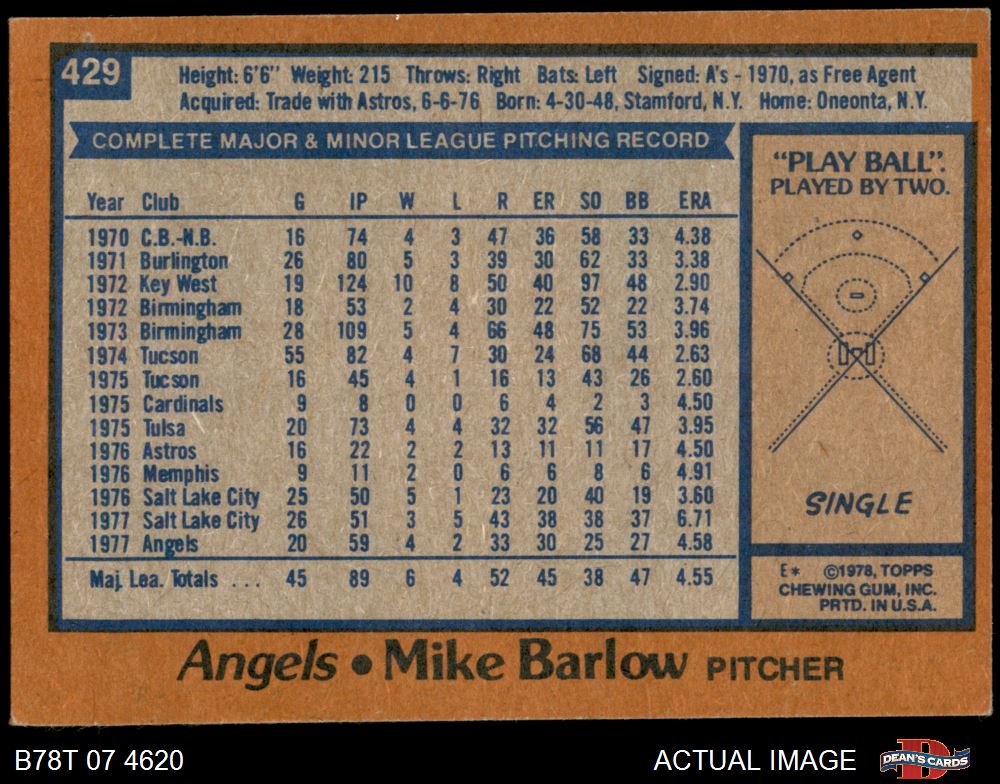 429
Height: 6'6" Weight: 215 Throws: Right Bats: Left Signed: A's - 1970, as Free Agent
Acquired: Trade with Astros, 6-6-76 Born: 4-30-48, Stamford, N.Y. Home: Oneonta, N.Y.
COMPLETE MAJOR & MINOR LEAGUE PITCHING RECORD
Year Club G IP W L R ER SO BB ERA
1970 C.B.-N.B. 16 74 4 3 47 36 58 33 4.38
1971 Burlington 26 80 5 3 39 30 62 33 3.38
1972 Key West 19 124 10 8 50 40 97 48 2.90
1972 Birmingham 18 53 2 4 30 22 52 22 3.74
1973 Birmingham 28 109 5 4 66 48 75 53 3.96
1974 Tucson 55 82 4 7 30 24 68 44 2.63
1975 Tucson 16 45 4 1 16 13 43 26 2.60
1975 Cardinals 9 8 0 0 6 4 2 3 4.50
1975 Tulsa 20 73 4 4 32 32 56 47 3.95
1976 Astros 16 22 2 2 13 11 11 17 4.50
1976 Memphis 9 11 2 0 6 6 8 6 4.91
1976 Salt Lake City 25 50 5 1 23 20 40 19 3.60
1977 Salt Lake City 26 51 3 5 43 38 38 37 6.71
1977 Angels 20 59 4 2 33 30 25 27 4.58
Maj. Lea. Totals ... 45 89 6 4 52 45 38 47 4.55
"PLAY BALL".
PLAYED BY TWO.
SINGLE
E* ©1978, TOPPS
CHEWING GUM, INC.
PRTD. IN U.S.A.
Angels • Mike Barlow PITCHER
B78T 07 4620
ACTUAL IMAGE
D
DEAN'S CARDS